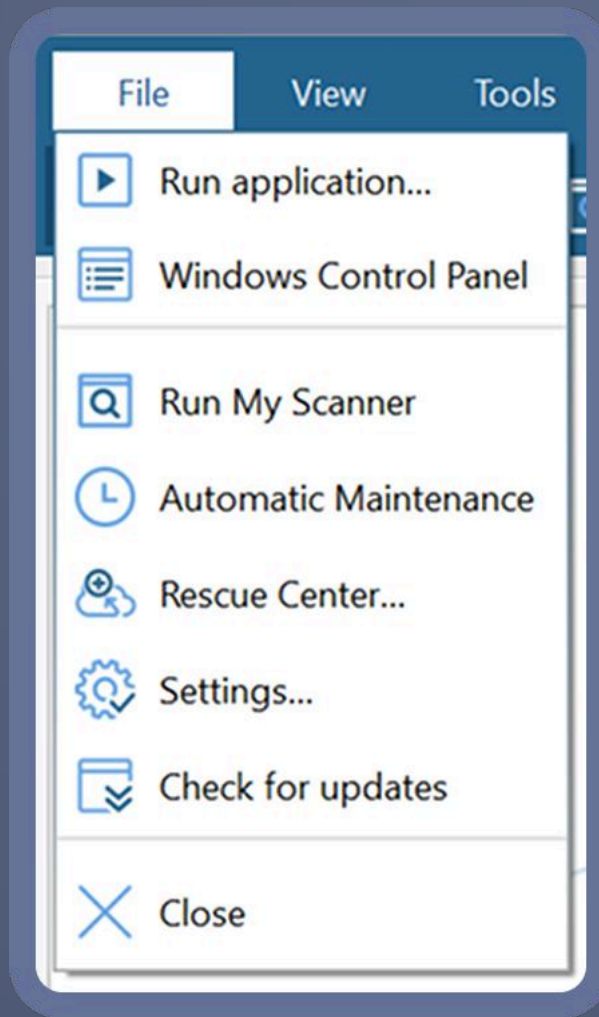 File View Tools
Run application...
Windows Control Panel
Run My Scanner
Automatic Maintenance
Rescue Center...
Settings...
Check for updates
Close